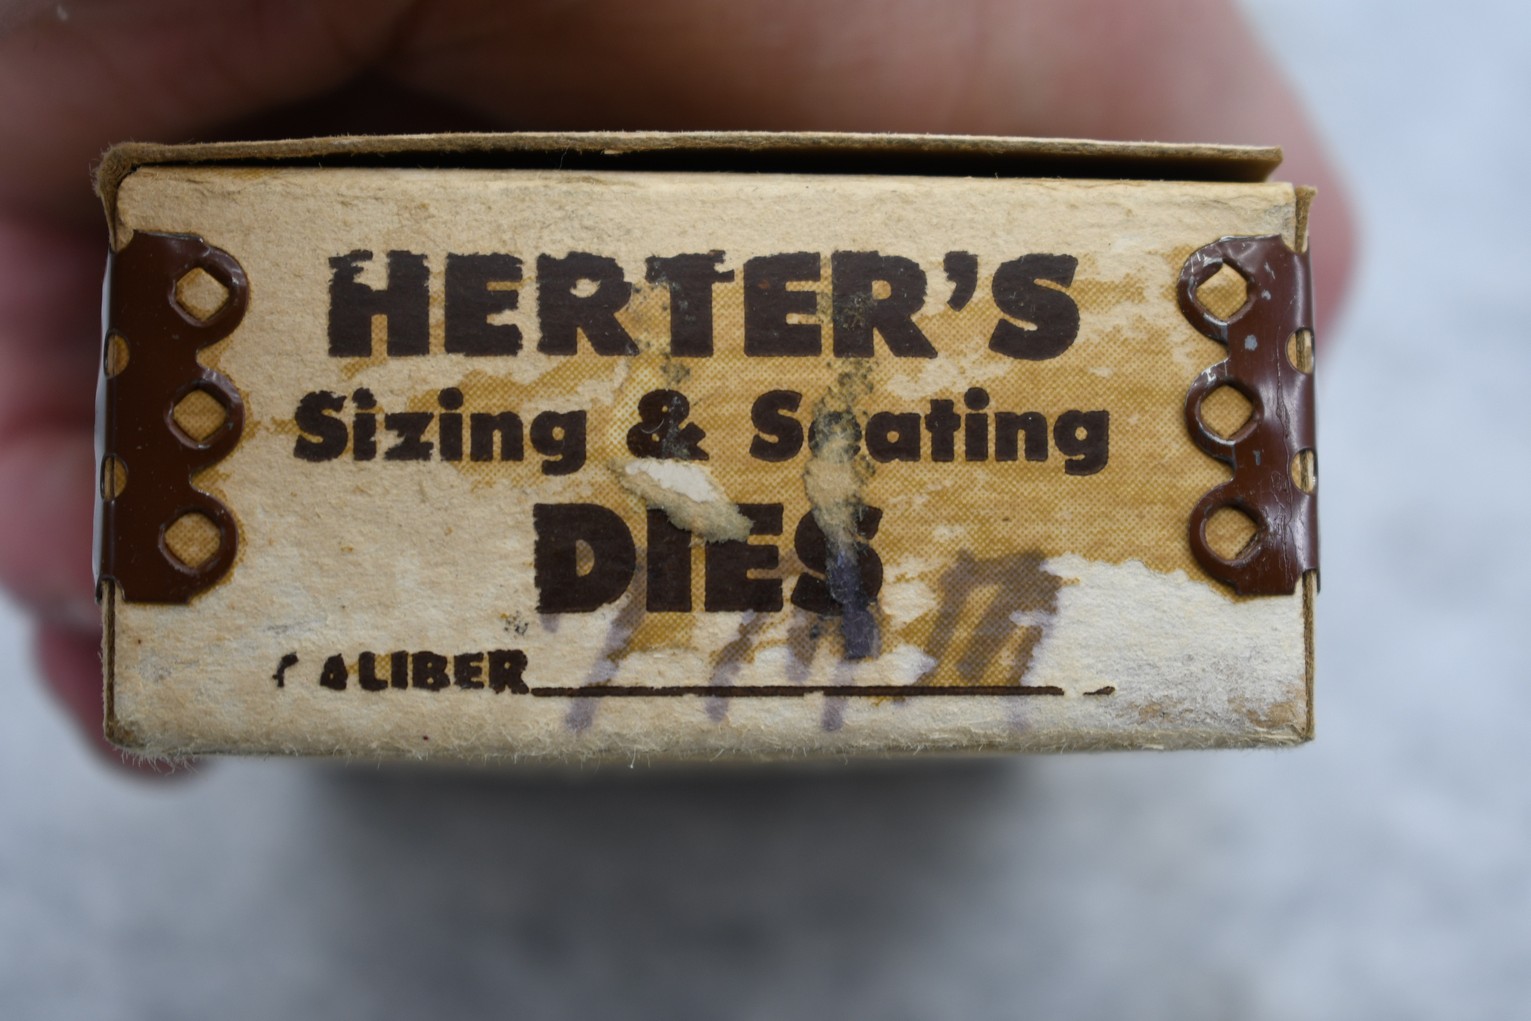 HERTER'S
Sizing & Seating
DIES
CALIBER